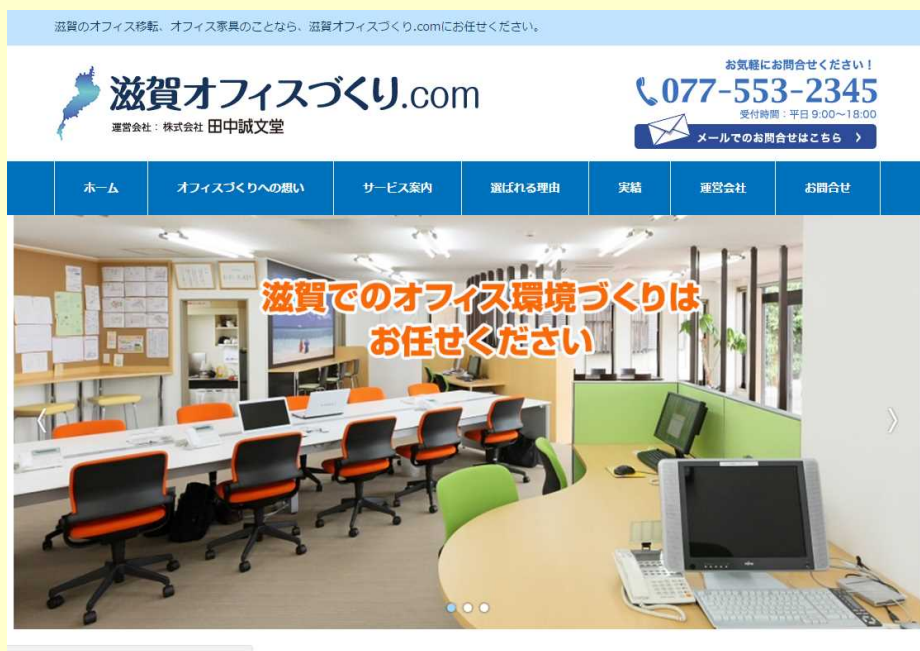 滋賀のオフィス移転、オフィス家具のことなら、滋賀オフィスづくり.comにお任せください。
滋賀オフィスづくり.com
運営会社：株式会社 田中誠文堂
お気軽にお問合せください！
077-553-2345
受付時間：平日 9:00～18:00
メールでのお問合せはこちら
ホーム
オフィスづくりへの想い
サービス案内
選ばれる理由
実績
運営会社
お問合せ
滋賀でのオフィス環境づくりは
お任せください